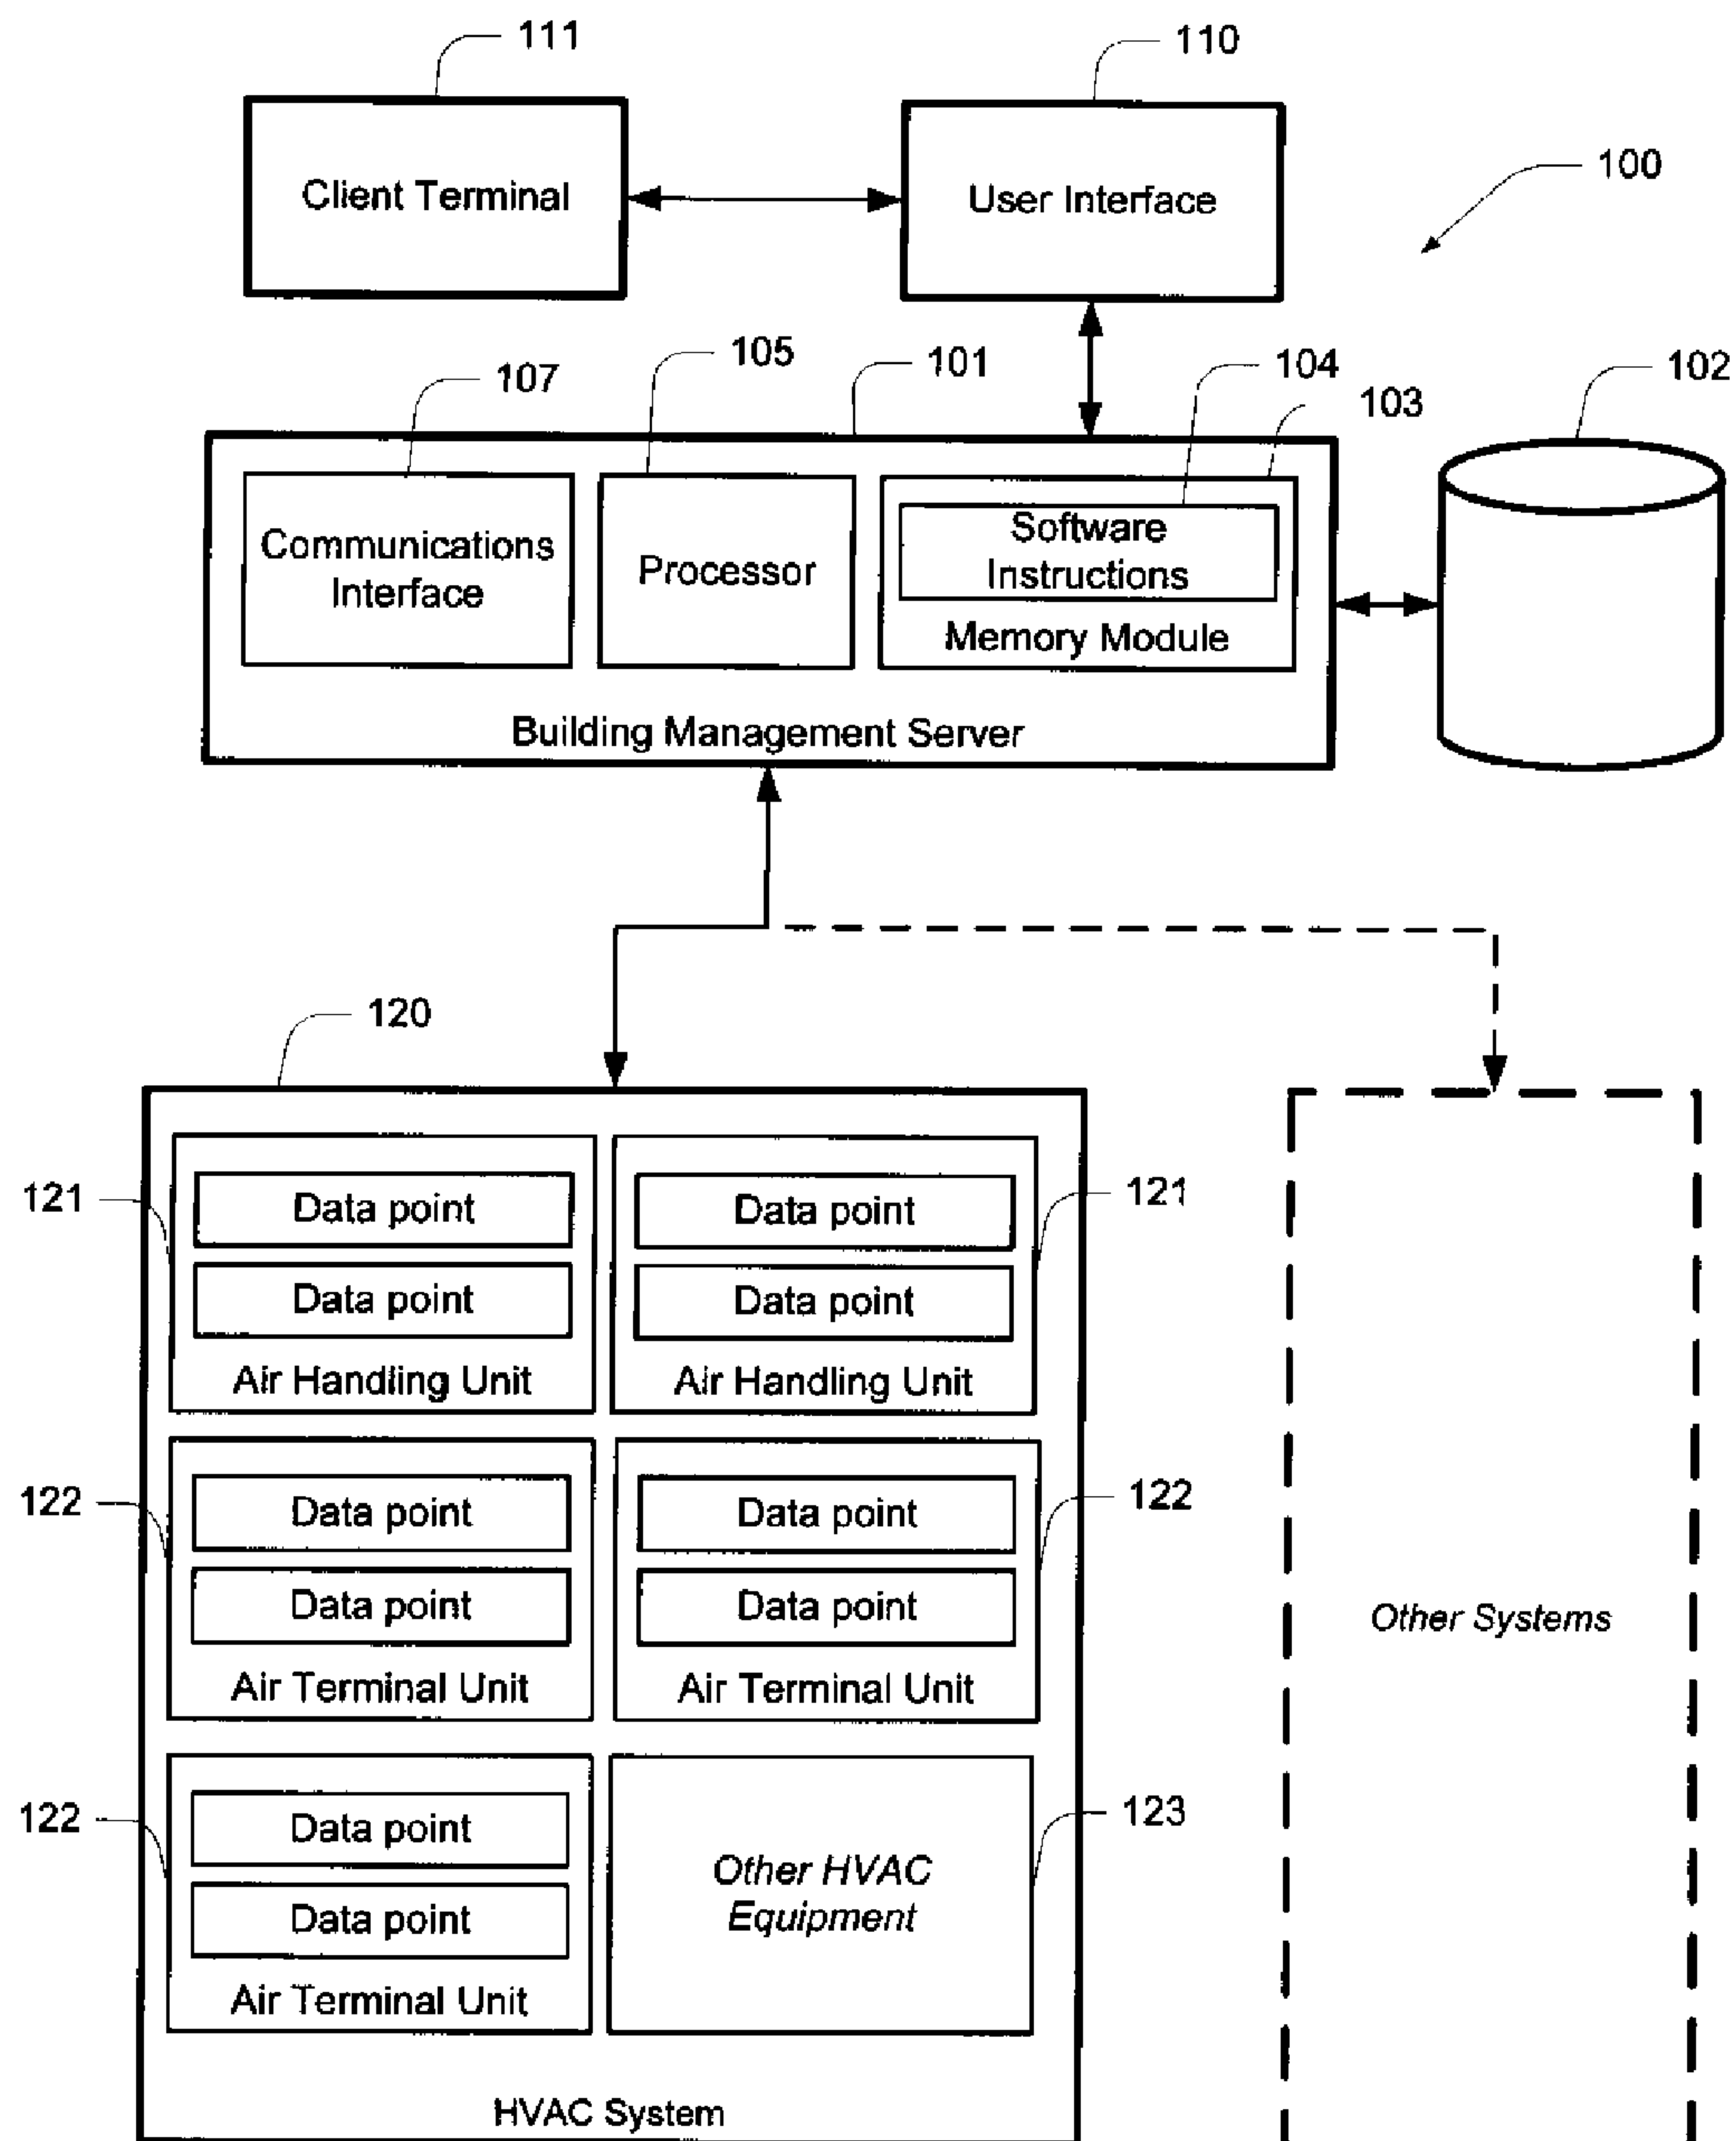 111
110
Client Terminal
User Interface
100
107
105
101
104
103
102
Communications
Interface
Processor
Software
Instructions
Memory Module
Building Management Server
120
121
Data point
Data point
Air Handling Unit
Data point
Data point
Air Handling Unit
121
122
Data point
Data point
Air Terminal Unit
Data point
Data point
Air Terminal Unit
122
Other Systems
122
Data point
Data point
Air Terminal Unit
Other HVAC
Equipment
123
HVAC System